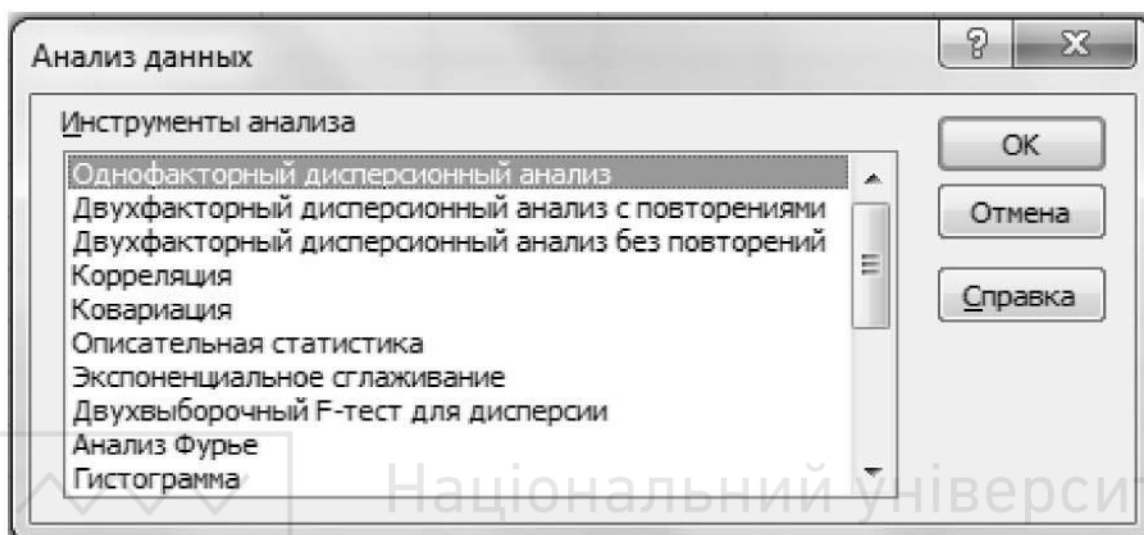 Анализ данных
Инструменты анализа
Однофакторный дисперсионный анализ
Двухфакторный дисперсионный анализ с повторениями
Двухфакторный дисперсионный анализ без повторений
Корреляция
Ковариация
Описательная статистика
Экспоненциальное сглаживание
Двухвыборочный F-тест для дисперсии
Анализ Фурье
Гистограмма
OK
Отмена
Справка
Національний